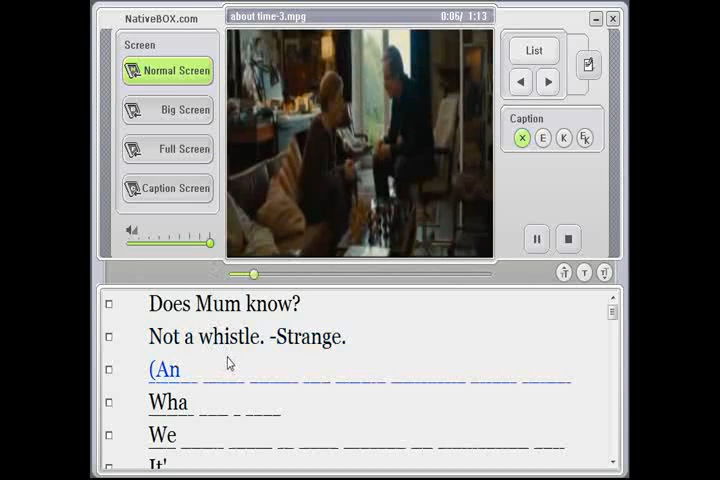 NativeBOX.com
about time-3.mpg
0:06/ 1:13
Screen
Normal Screen
Big Screen
Full Screen
Caption Screen
List
Caption
X E K EK
T T T
Does Mum know?
Not a whistle. -Strange.
(An
Wha
We
It'